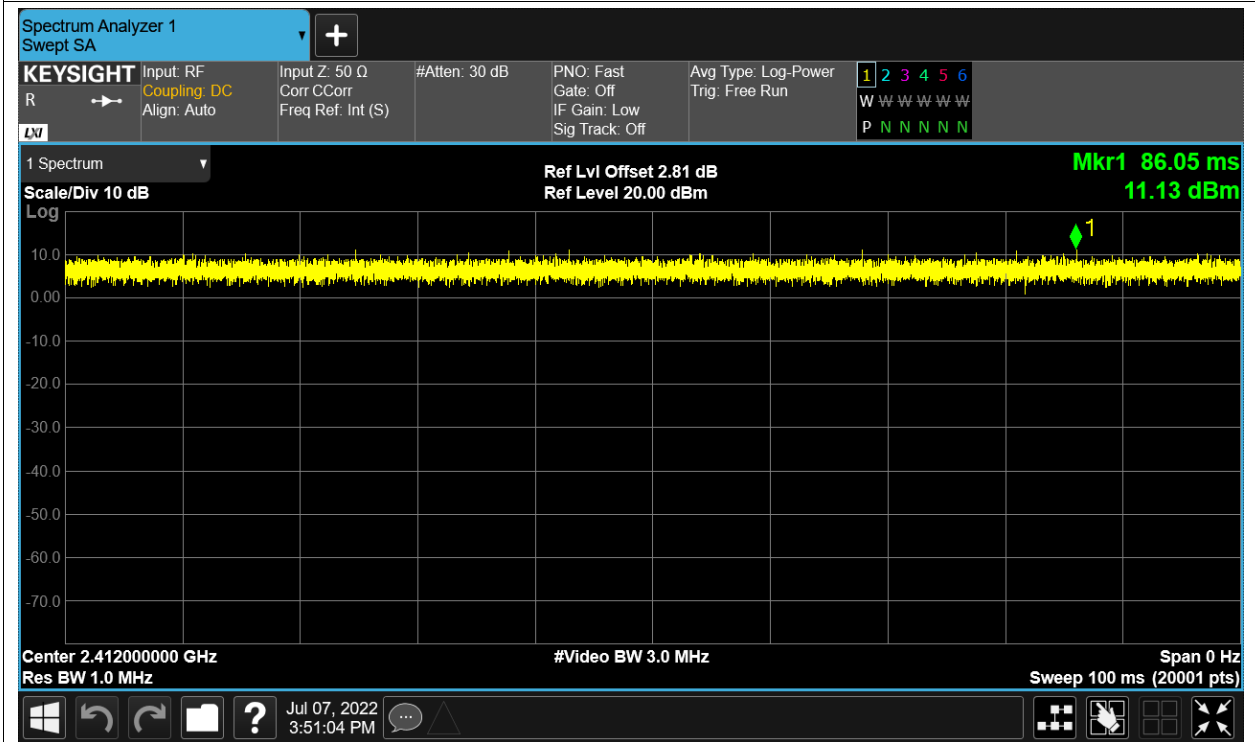 Spectrum Analyzer 1
Swept SA
KEYSIGHT
R
LXI
Input: RF
Coupling: DC
Align: Auto
Input Z: 50 Ω
Corr CCorr
Freq Ref: Int (S)
#Atten: 30 dB
PNO: Fast
Gate: Off
IF Gain: Low
Sig Track: Off
Avg Type: Log-Power
Trig: Free Run
1 2 3 4 5 6
W W W W W W
P N N N N N
1 Spectrum
Scale/Div 10 dB
Ref Lvl Offset 2.81 dB
Ref Level 20.00 dBm
Mkr1 86.05 ms
11.13 dBm
Log
1
10.0
0.00
-10.0
-20.0
-30.0
-40.0
-50.0
-60.0
-70.0
Center 2.412000000 GHz
#Video BW 3.0 MHz
Span 0 Hz
Res BW 1.0 MHz
Sweep 100 ms (20001 pts)
?
Jul 07, 2022
3:51:04 PM